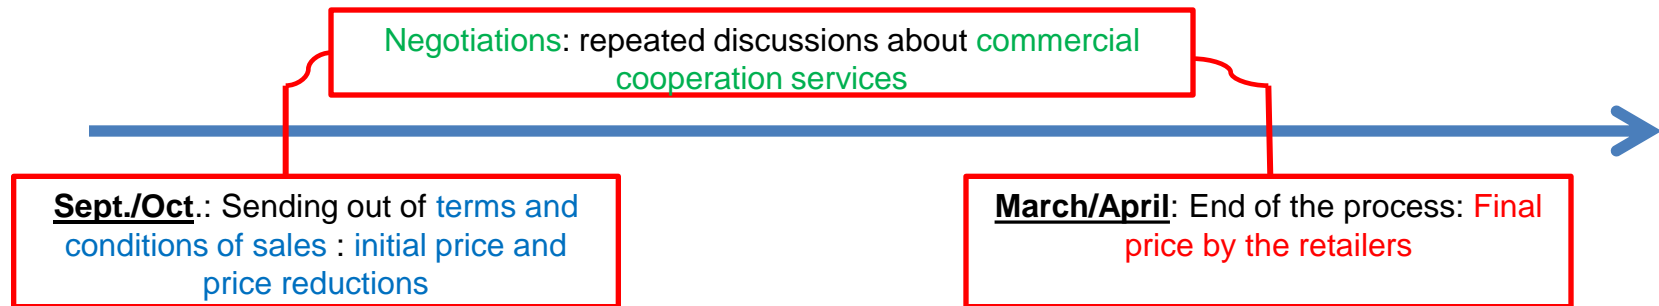 Negotiations: repeated discussions about commercial
cooperation services
Sept./Oct.: Sending out of terms and
conditions of sales : initial price and
price reductions
March/April: End of the process: Final
price by the retailers